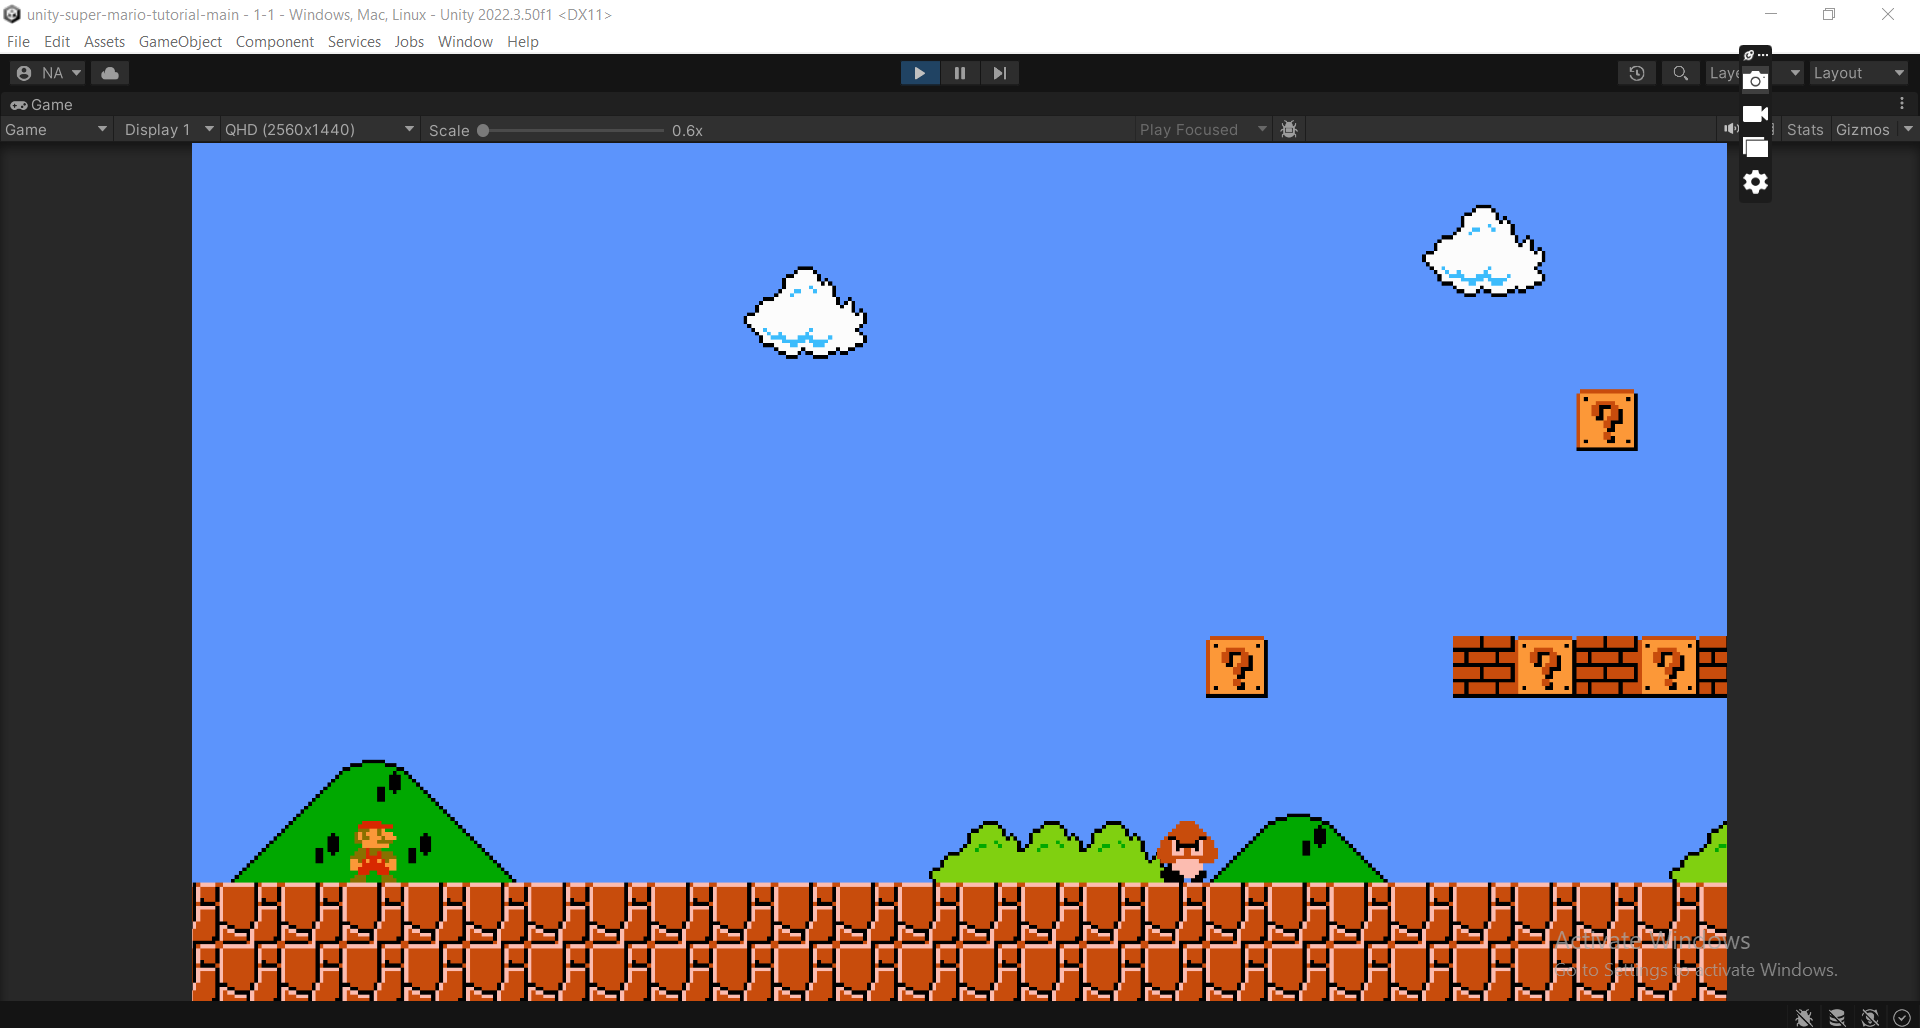 unity-super-mario-tutorial-main - 1-1 - Windows, Mac, Linux - Unity 2022.3.50f1 <DX11>
File Edit Assets GameObject Component Services Jobs Window Help
NA Layout
Game
Game Display 1 QHD (2560x1440) Scale 0.6x Play Focused Stats Gizmos
?
? ? ?
Activate Windows
Go to Settings to activate Windows.